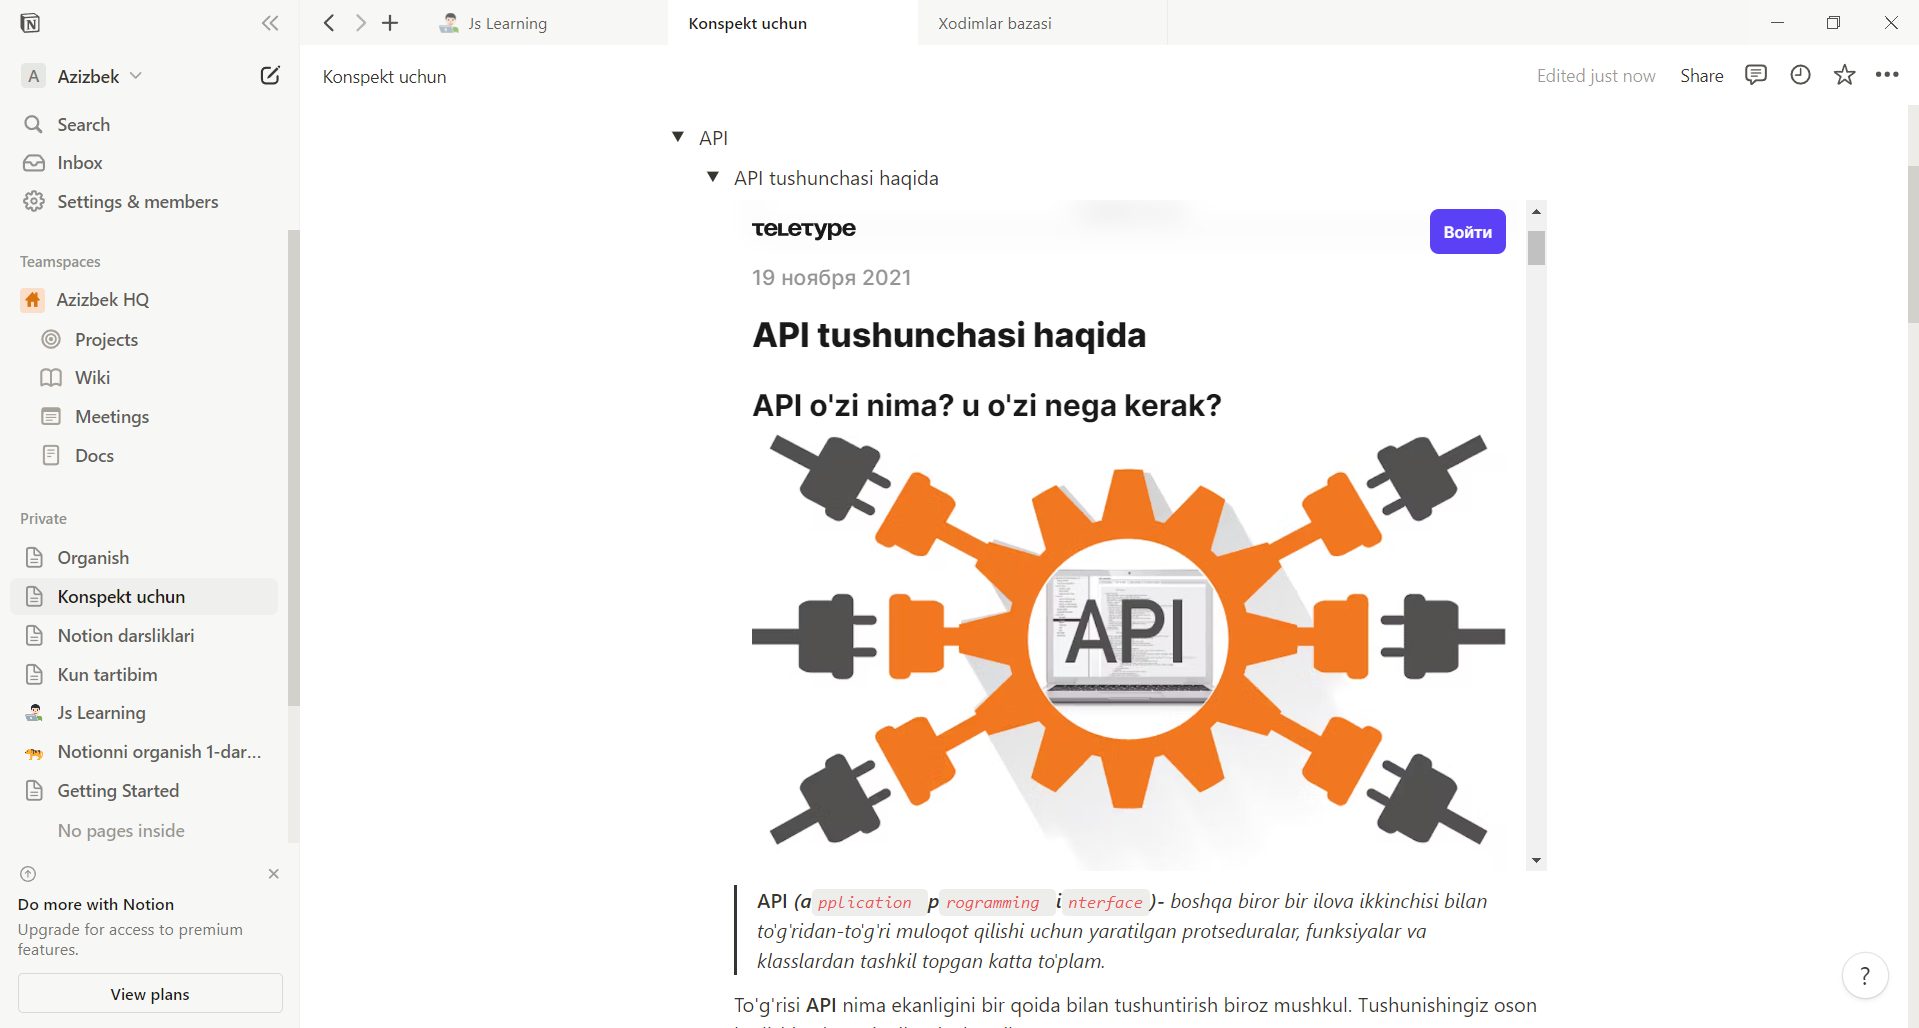 Js Learning
Konspekt uchun
Xodimlar bazasi
A Azizbek
Konspekt uchun
Edited just now
Share
Search
Inbox
Settings & members
Teamspaces
Azizbek HQ
Projects
Wiki
Meetings
Docs
Private
Organish
Konspekt uchun
Notion darsliklari
Kun tartibim
Js Learning
Notionni organish 1-dar...
Getting Started
No pages inside
Do more with Notion
Upgrade for access to premium
features.
View plans
API
API tushunchasi haqida
Teletype
Войти
19 ноября 2021
API tushunchasi haqida
API o'zi nima? u o'zi nega kerak?
API
API (a pplication p rogramming i nterface )- boshqa biror bir ilova ikkinchisi bilan
to'g'ridan-to'g'ri muloqot qilishi uchun yaratilgan protseduralar, funksiyalar va
klasslardan tashkil topgan katta to'plam.
To'g'risi API nima ekanligini bir qoida bilan tushuntirish biroz mushkul. Tushunishingiz oson
?